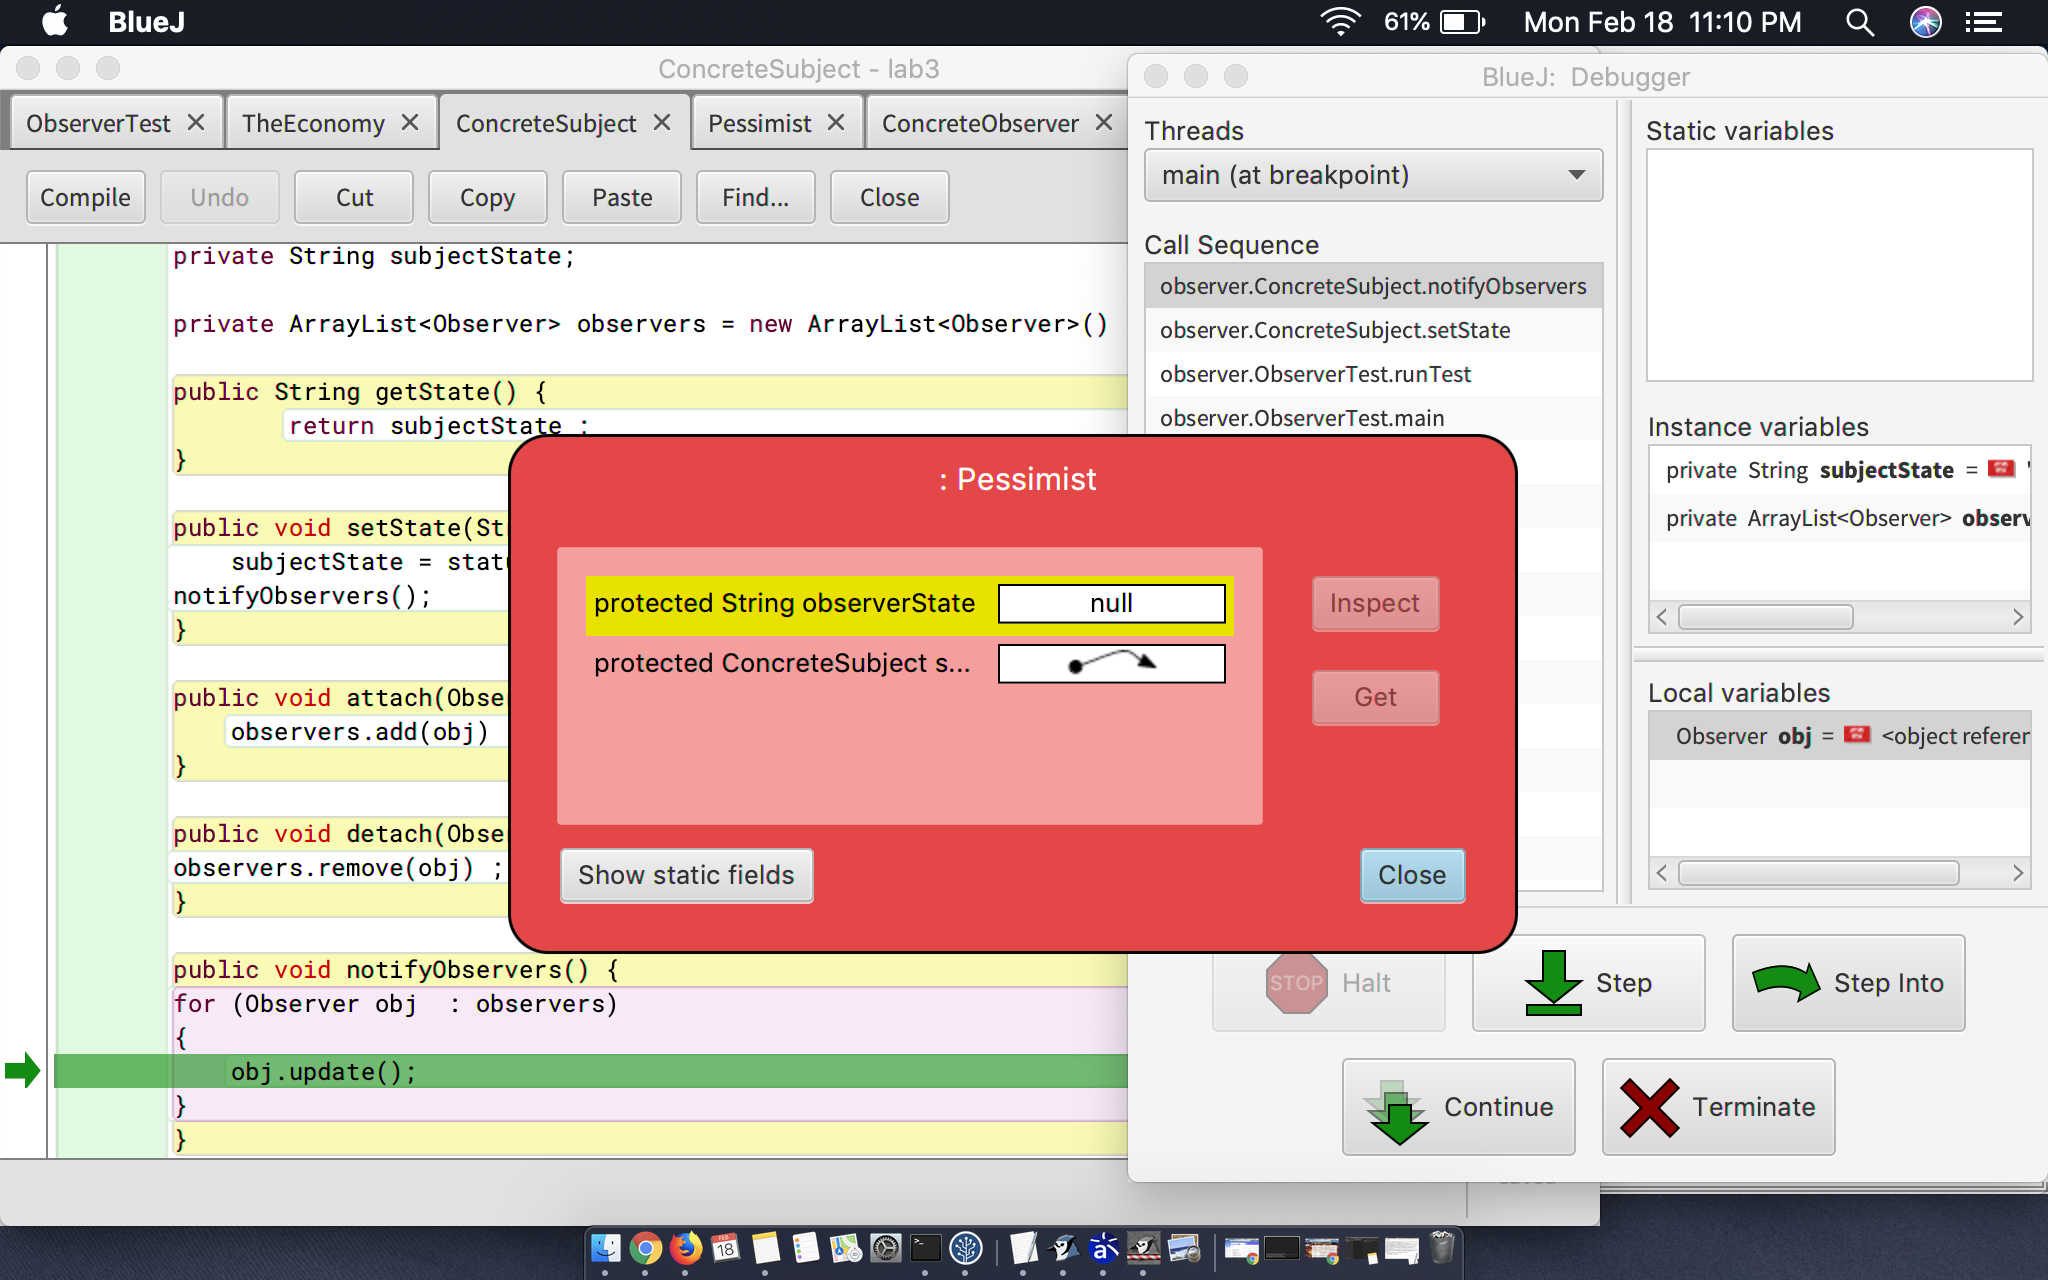 BlueJ
61%
Mon Feb 18 11:10 PM
ConcreteSubject - lab3
ObserverTest
TheEconomy
ConcreteSubject
Pessimist
ConcreteObserver
Compile
Undo
Cut
Copy
Paste
Find...
Close
private String subjectState;
private ArrayList<Observer> observers = new ArrayList<Observer>()
public String getState() {
return subjectState ;
}
public void setState(St
subjectState = stat
notifyObservers();
}
public void attach(Obse
observers.add(obj)
}
public void detach(Obse
observers.remove(obj) ;
}
public void notifyObservers() {
for (Observer obj : observers)
{
obj.update();
}
}
: Pessimist
protected String observerState
null
protected ConcreteSubject s...
Inspect
Get
Show static fields
Close
BlueJ: Debugger
Threads
main (at breakpoint)
Call Sequence
observer.ConcreteSubject.notifyObservers
observer.ConcreteSubject.setState
observer.ObserverTest.runTest
observer.ObserverTest.main
Static variables
Instance variables
private String subjectState = "
private ArrayList<Observer> observ
Local variables
Observer obj = <object referen
STOP Halt
Step
Step Into
Continue
Terminate
FEB
18